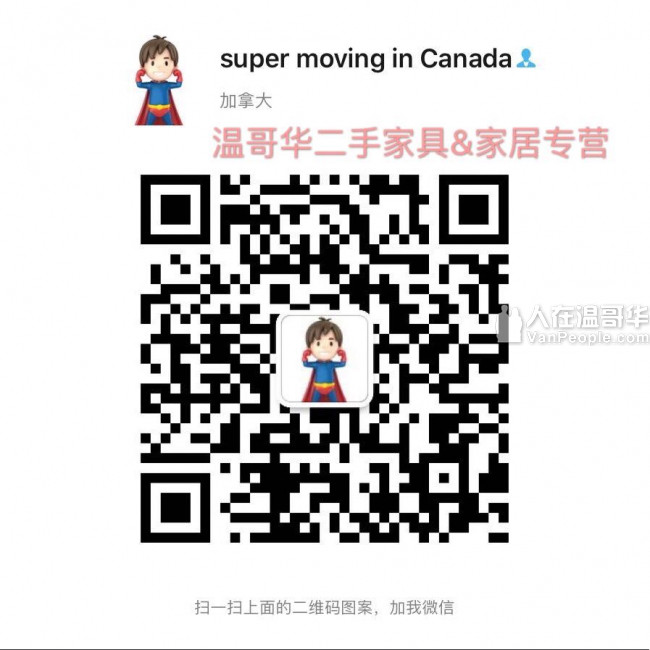 super moving in Canada
加拿大
温哥华二手家具&家居专营
人在温哥华
VanPeople.com
扫一扫上面的二维码图案，加我微信